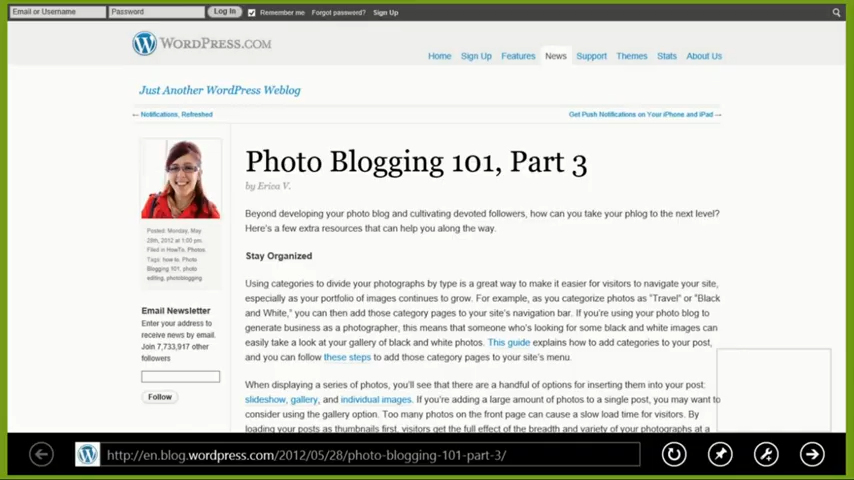 Email or Username Password Log In Remember me Forgot password? Sign Up
WORDPRESS.COM
Home Sign Up Features News Support Themes Stats About Us
Just Another WordPress Weblog
← Notifications, Refreshed Get Push Notifications on Your iPhone and iPad →
Photo Blogging 101, Part 3
by Erica V.
Posted: Monday, May
28th, 2012 at 1:00 pm.
Filed in HowTo, Photos.
Tags: how to, Photo
Blogging 101, photo
editing, photoblogging
Email Newsletter
Enter your address to
receive news by email.
Join 7,733,917 other
followers
Follow
Beyond developing your photo blog and cultivating devoted followers, how can you take your phlog to the next level?
Here's a few extra resources that can help you along the way.
Stay Organized
Using categories to divide your photographs by type is a great way to make it easier for visitors to navigate your site,
especially as your portfolio of images continues to grow. For example, as you categorize photos as "Travel" or "Black
and White," you can then add those category pages to your site's navigation bar. If you're using your photo blog to
generate business as a photographer, this means that someone who's looking for some black and white images can
easily take a look at your gallery of black and white photos. This guide explains how to add categories to your post,
and you can follow these steps to add those category pages to your site's menu.
When displaying a series of photos, you'll see that there are a handful of options for inserting them into your post:
slideshow, gallery, and individual images. If you're adding a large amount of photos to a single post, you may want to
consider using the gallery option. Too many photos on the front page can cause a slow load time for visitors. By
loading your posts as thumbnails first, visitors get the full effect of the breadth and variety of your photographs at a
http://en.blog.wordpress.com/2012/05/28/photo-blogging-101-part-3/